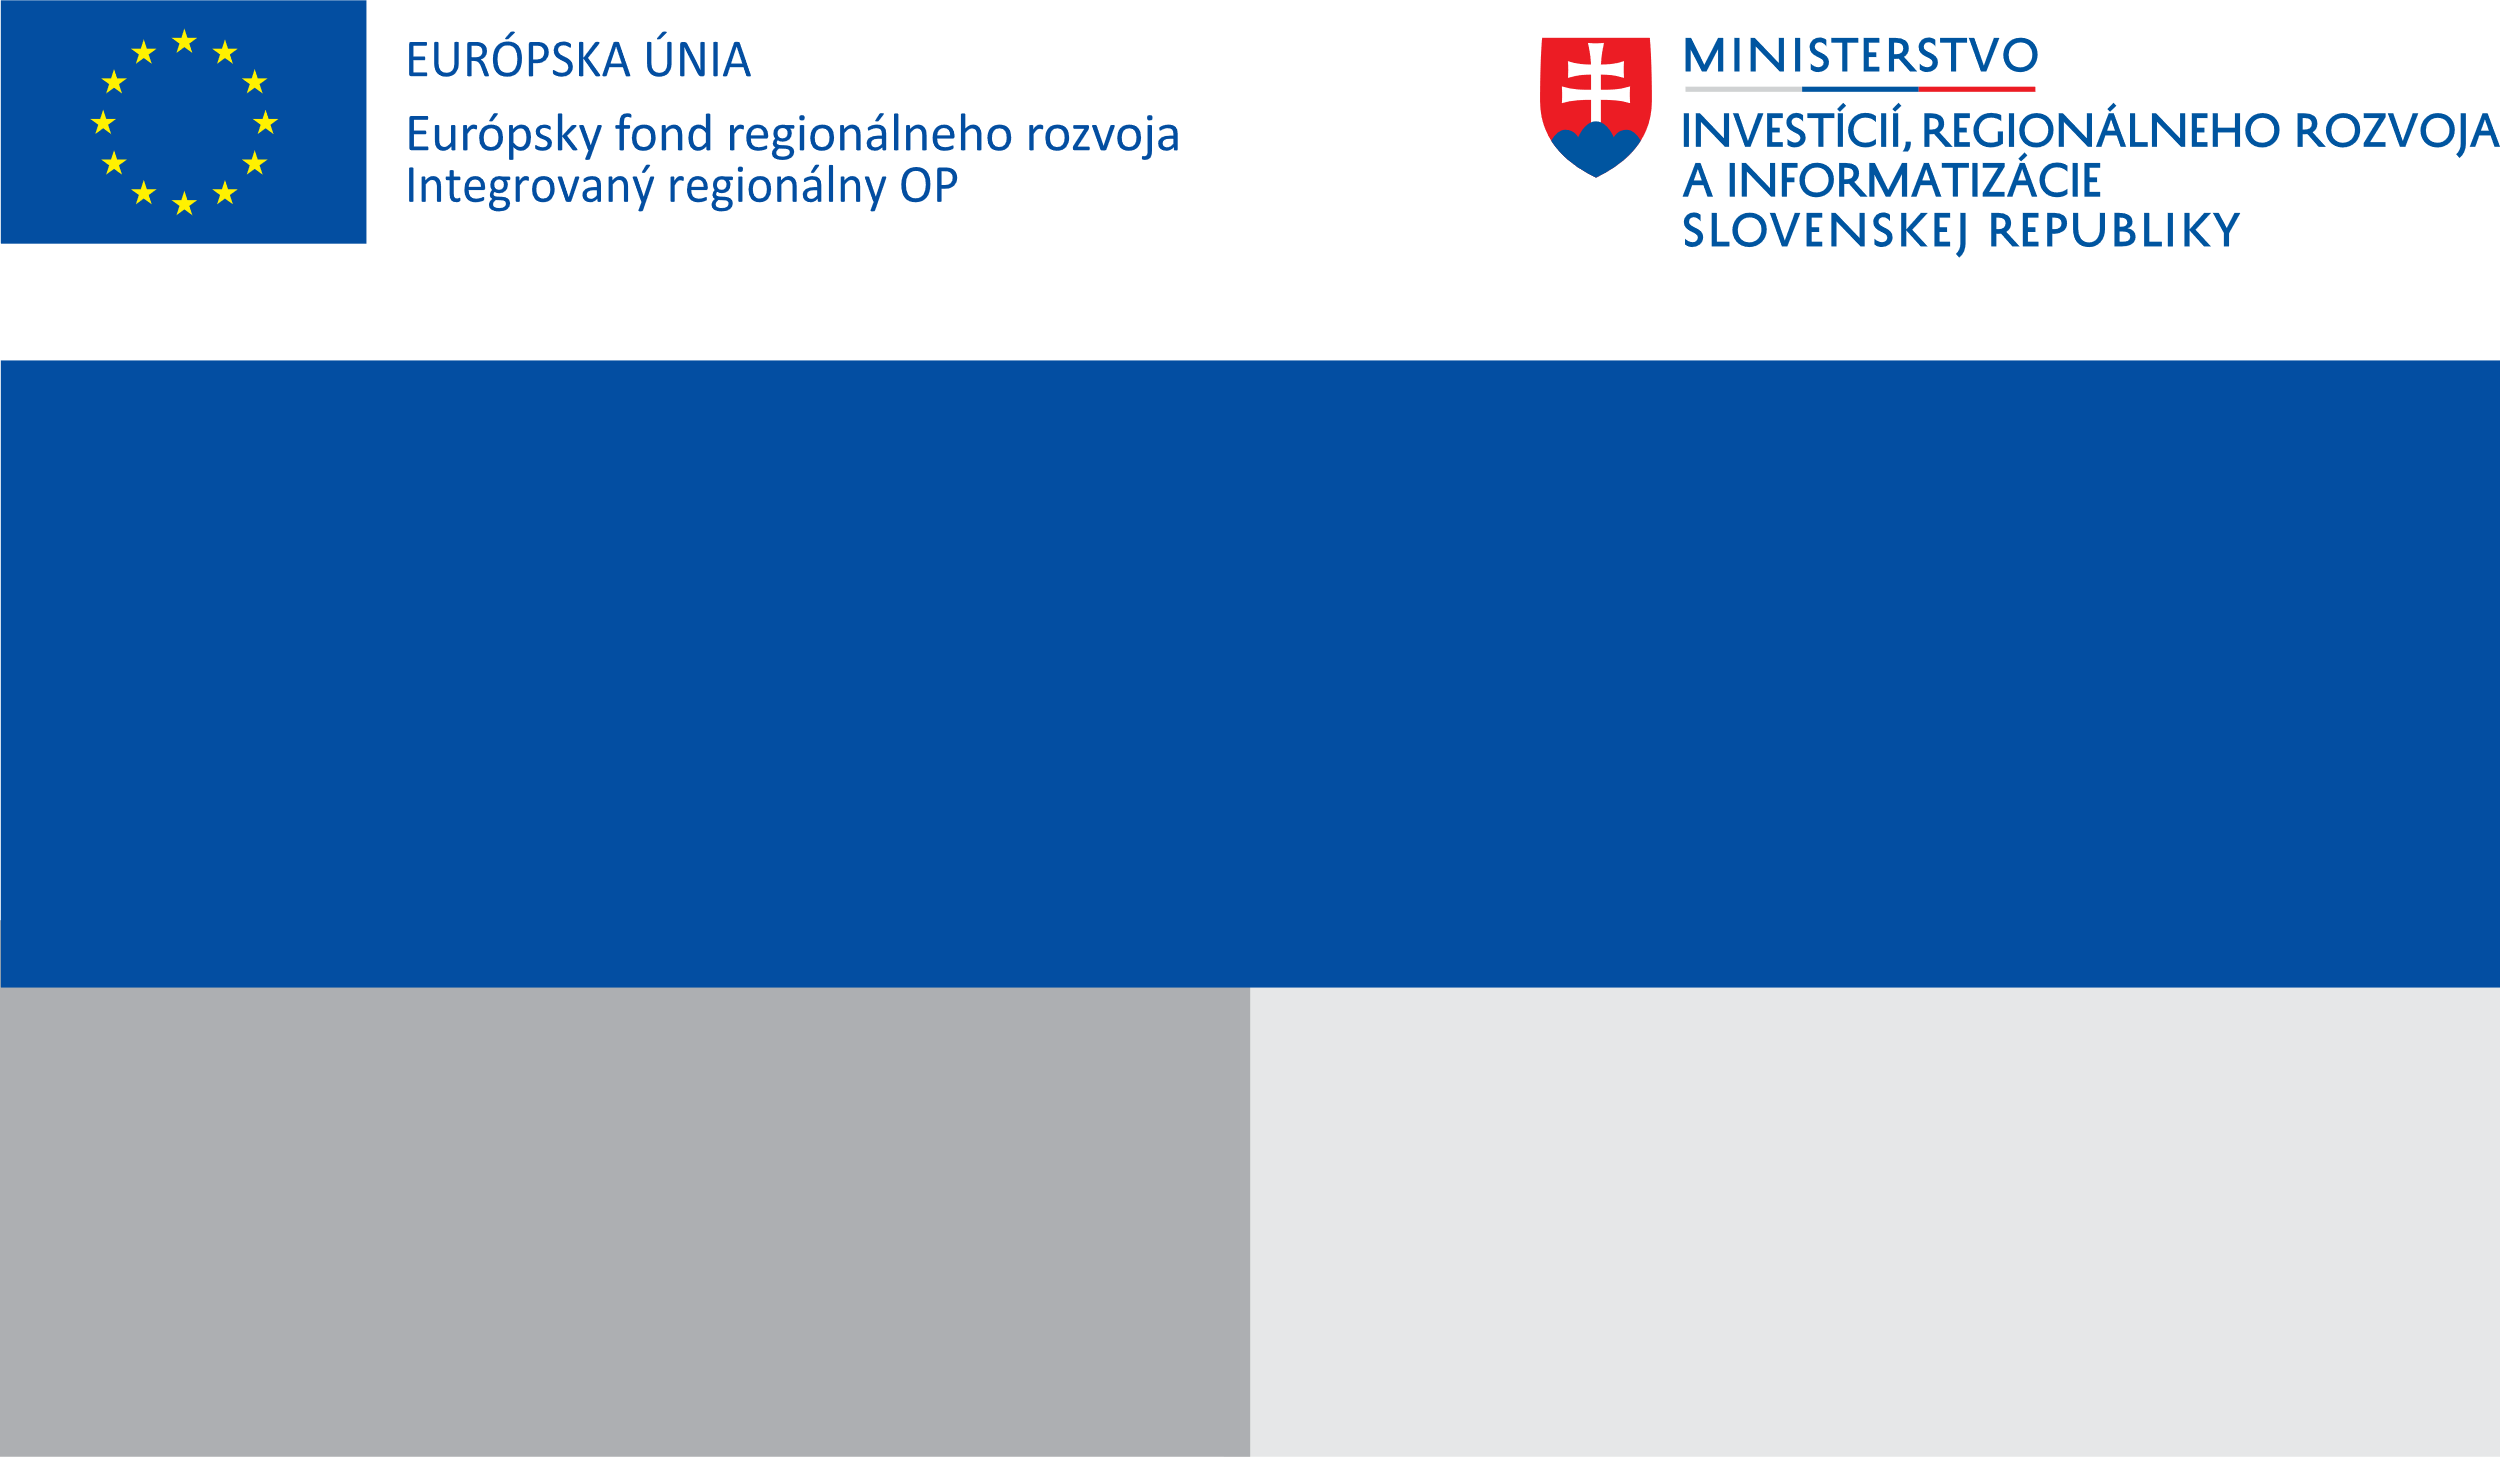 EURÓPSKA ÚNIA
Európsky fond regionálneho rozvoja
Integrovaný regionálny OP
MINISTERSTVO
INVESTÍCIÍ, REGIONÁLNEHO ROZVOJA
A INFORMATIZÁCIE
SLOVENSKEJ REPUBLIKY